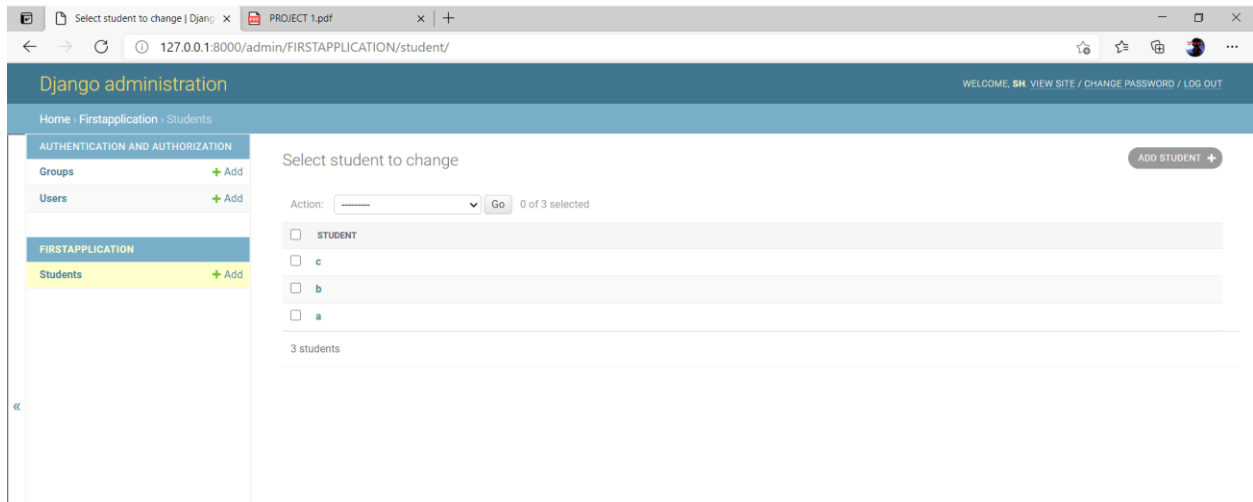 Select student to change | Djang
PROJECT 1.pdf
127.0.0.1:8000/admin/FIRSTAPPLICATION/student/
Django administration
WELCOME, SH. VIEW SITE / CHANGE PASSWORD / LOG OUT
Home › Firstapplication › Students
AUTHENTICATION AND AUTHORIZATION
Groups + Add
Users + Add
FIRSTAPPLICATION
Students + Add
«
Select student to change
ADD STUDENT +
Action: --------- Go 0 of 3 selected
STUDENT
c
b
a
3 students